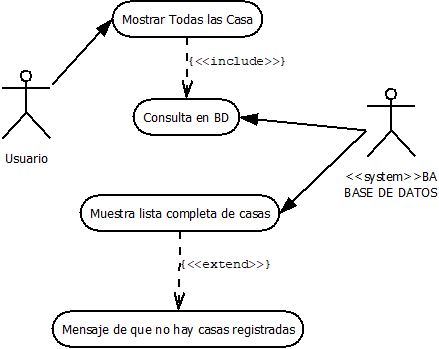 Mostrar Todas las Casa
{<<include>>}
Consulta en BD
Usuario
<<system>>BA
BASE DE DATOS
Muestra lista completa de casas
{<<extend>>}
Mensaje de que no hay casas registradas